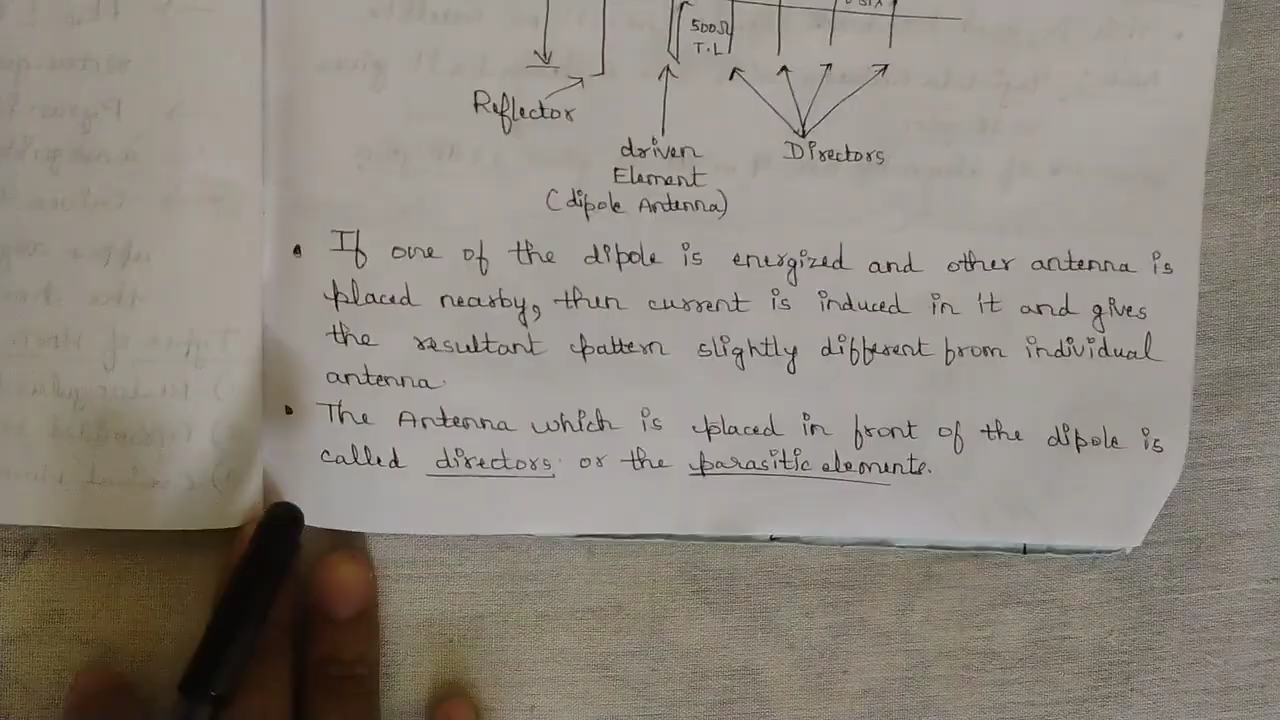 500Ω
T.L
Reflector
driven
Element
(dipole Antenna)
Directors
If one of the dipole is energized and other antenna is
placed nearby, then current is induced in it and gives
the resultant pattern slightly different from individual
antenna.
The Antenna which is placed in front of the dipole is
called directors or the parasitic elements.